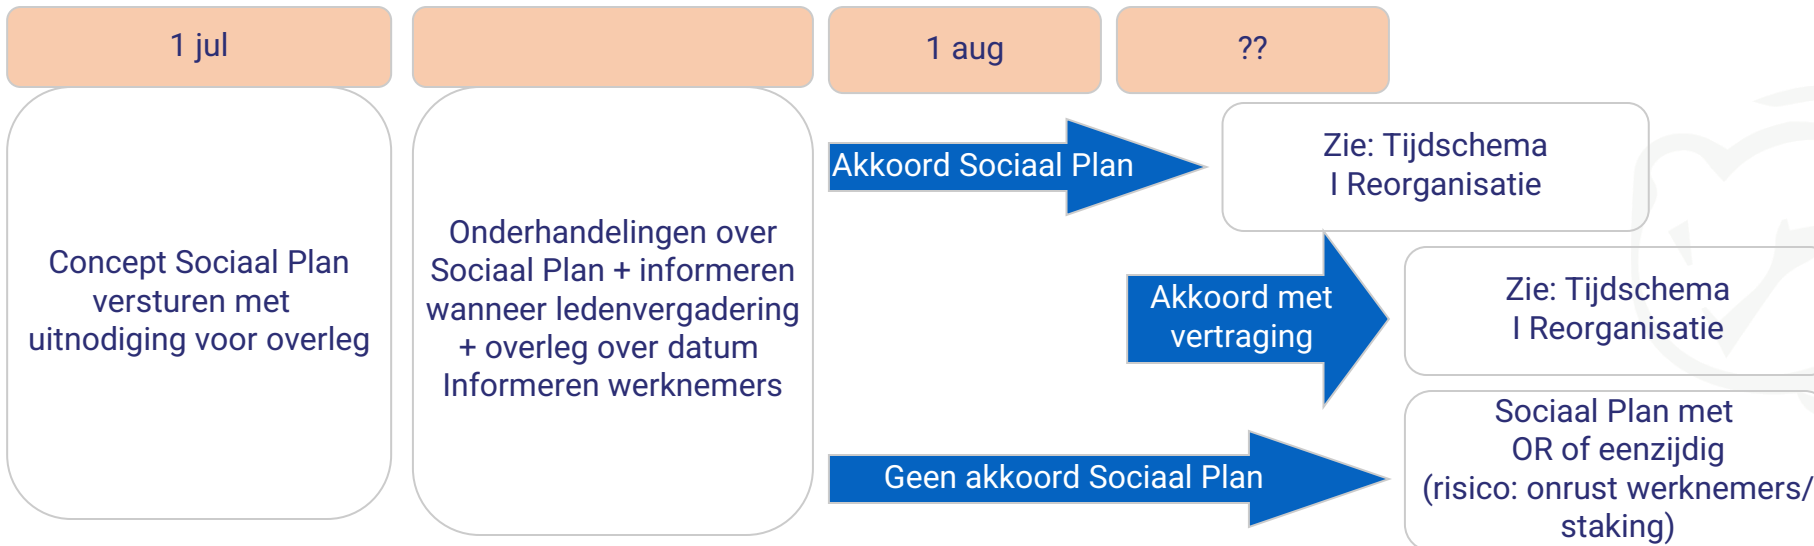 1 jul
1 aug
??
Concept Sociaal Plan
versturen met
uitnodiging voor overleg
Onderhandelingen over
Sociaal Plan + informeren
wanneer ledenvergadering
+ overleg over datum
Informeren werknemers
Akkoord Sociaal Plan
Zie: Tijdschema
I Reorganisatie
Akkoord met
vertraging
Zie: Tijdschema
I Reorganisatie
Geen akkoord Sociaal Plan
Sociaal Plan met
OR of eenzijdig
(risico: onrust werknemers/
staking)